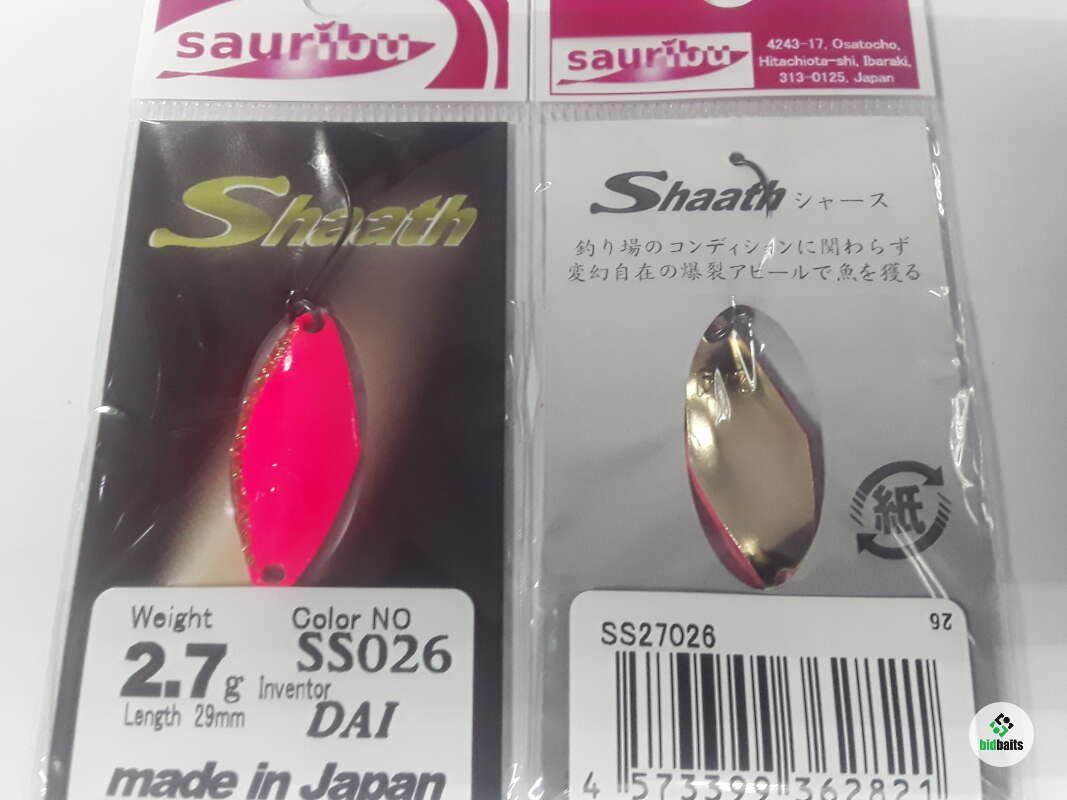 sauribu
Shaath
Weight
2.7g
Length 29mm
Color NO
SS026
Inventor
DAI
made in Japan
sauribu
4243-17, Osatocho,
Hitachiota-shi, Ibaraki,
313-0125, Japan
Shaath シャース
釣り場のコンディションに関わらず
変幻自在の爆裂アピールで魚を獲る
紙
SS27026
26
4 573399 362821
bidbaits